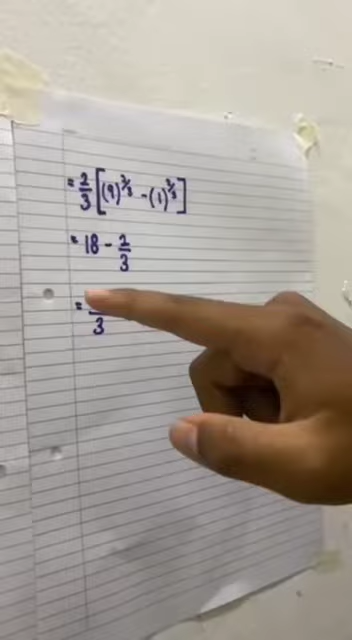 = 2/3 [(9)^2/3 - (1)^2/3]
= 18 - 2/3
= /3